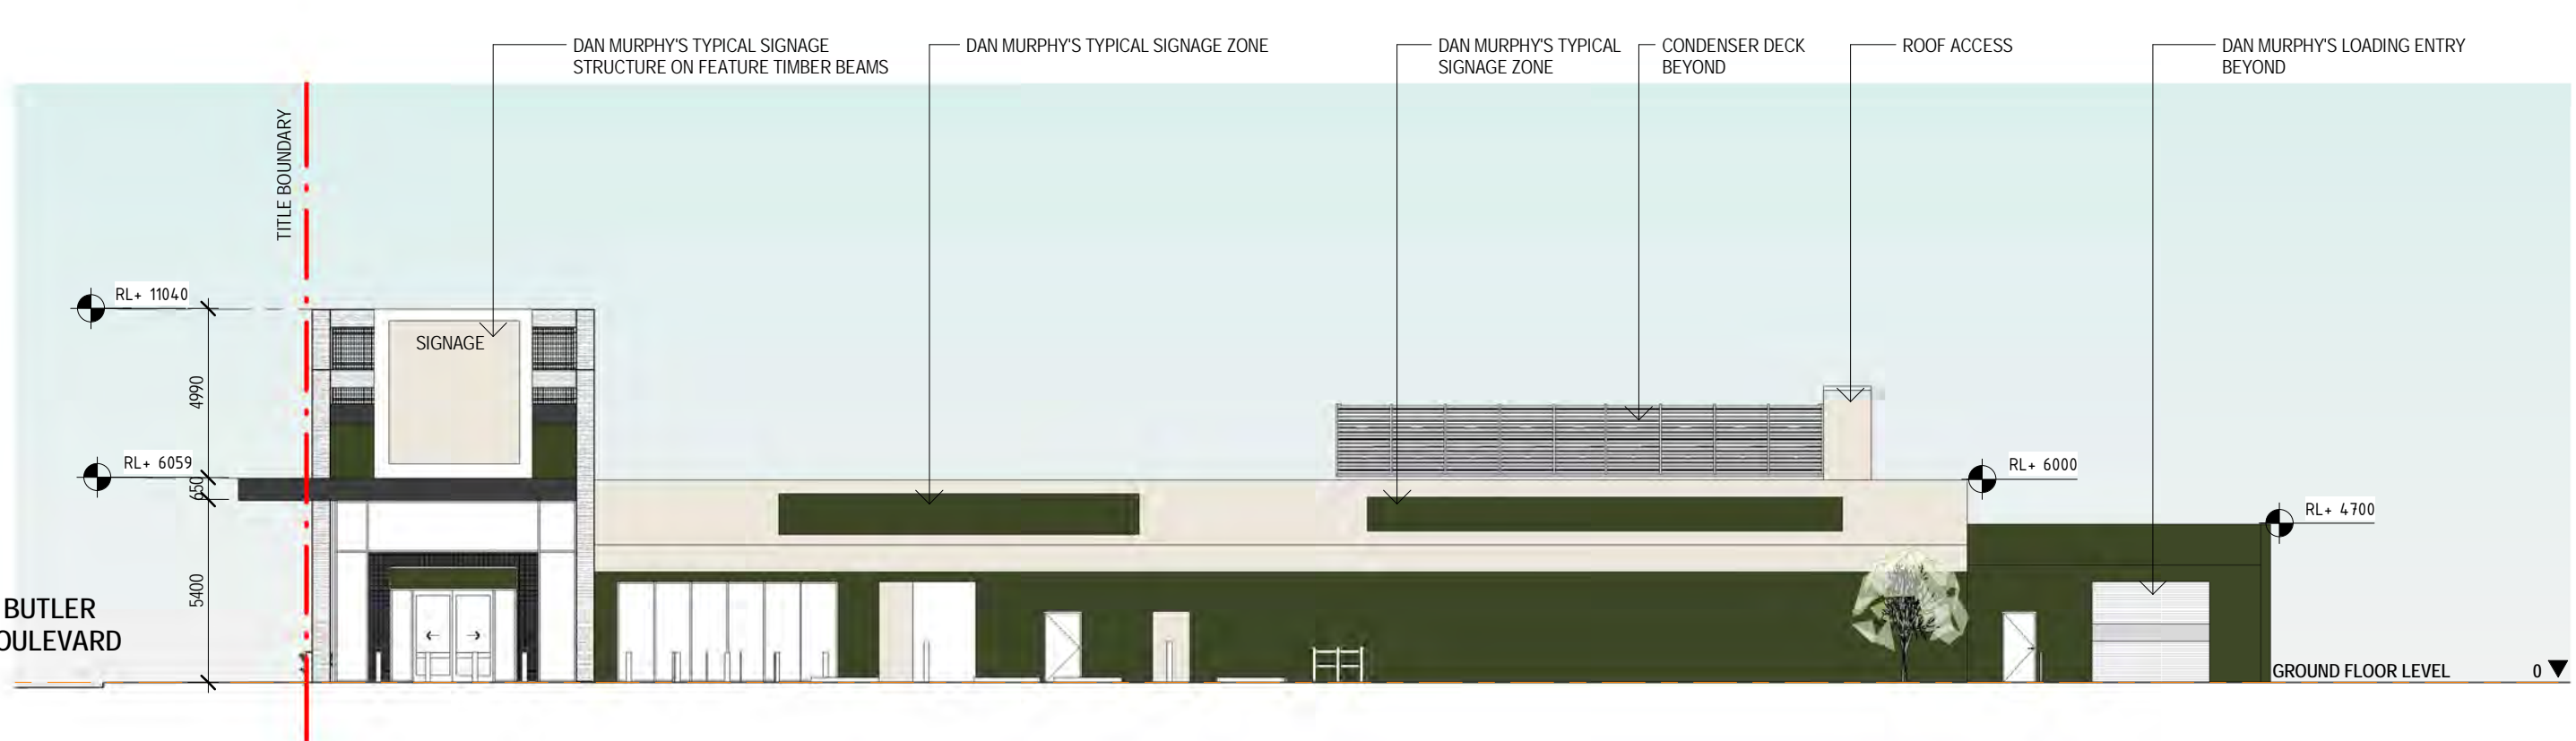 DAN MURPHY'S TYPICAL SIGNAGE
STRUCTURE ON FEATURE TIMBER BEAMS
DAN MURPHY'S TYPICAL SIGNAGE ZONE
DAN MURPHY'S TYPICAL
SIGNAGE ZONE
CONDENSER DECK
BEYOND
ROOF ACCESS
DAN MURPHY'S LOADING ENTRY
BEYOND
TITLE BOUNDARY
RL+ 11040
SIGNAGE
4990
RL+ 6059
650
RL+ 6000
RL+ 4700
5400
BUTLER
OULEVARD
GROUND FLOOR LEVEL 0